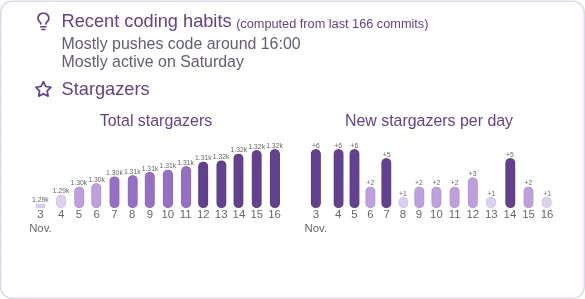 Recent coding habits (computed from last 166 commits)
Mostly pushes code around 16:00
Mostly active on Saturday
Stargazers
Total stargazers
1.29k 1.29k 1.30k 1.30k 1.30k 1.31k 1.31k 1.31k 1.31k 1.31k 1.32k 1.32k 1.32k 1.32k
3 4 5 6 7 8 9 10 11 12 13 14 15 16
Nov.
New stargazers per day
+6 +6 +6 +2 +5 +1 +2 +2 +2 +3 +1 +5 +2 +1
3 4 5 6 7 8 9 10 11 12 13 14 15 16
Nov.